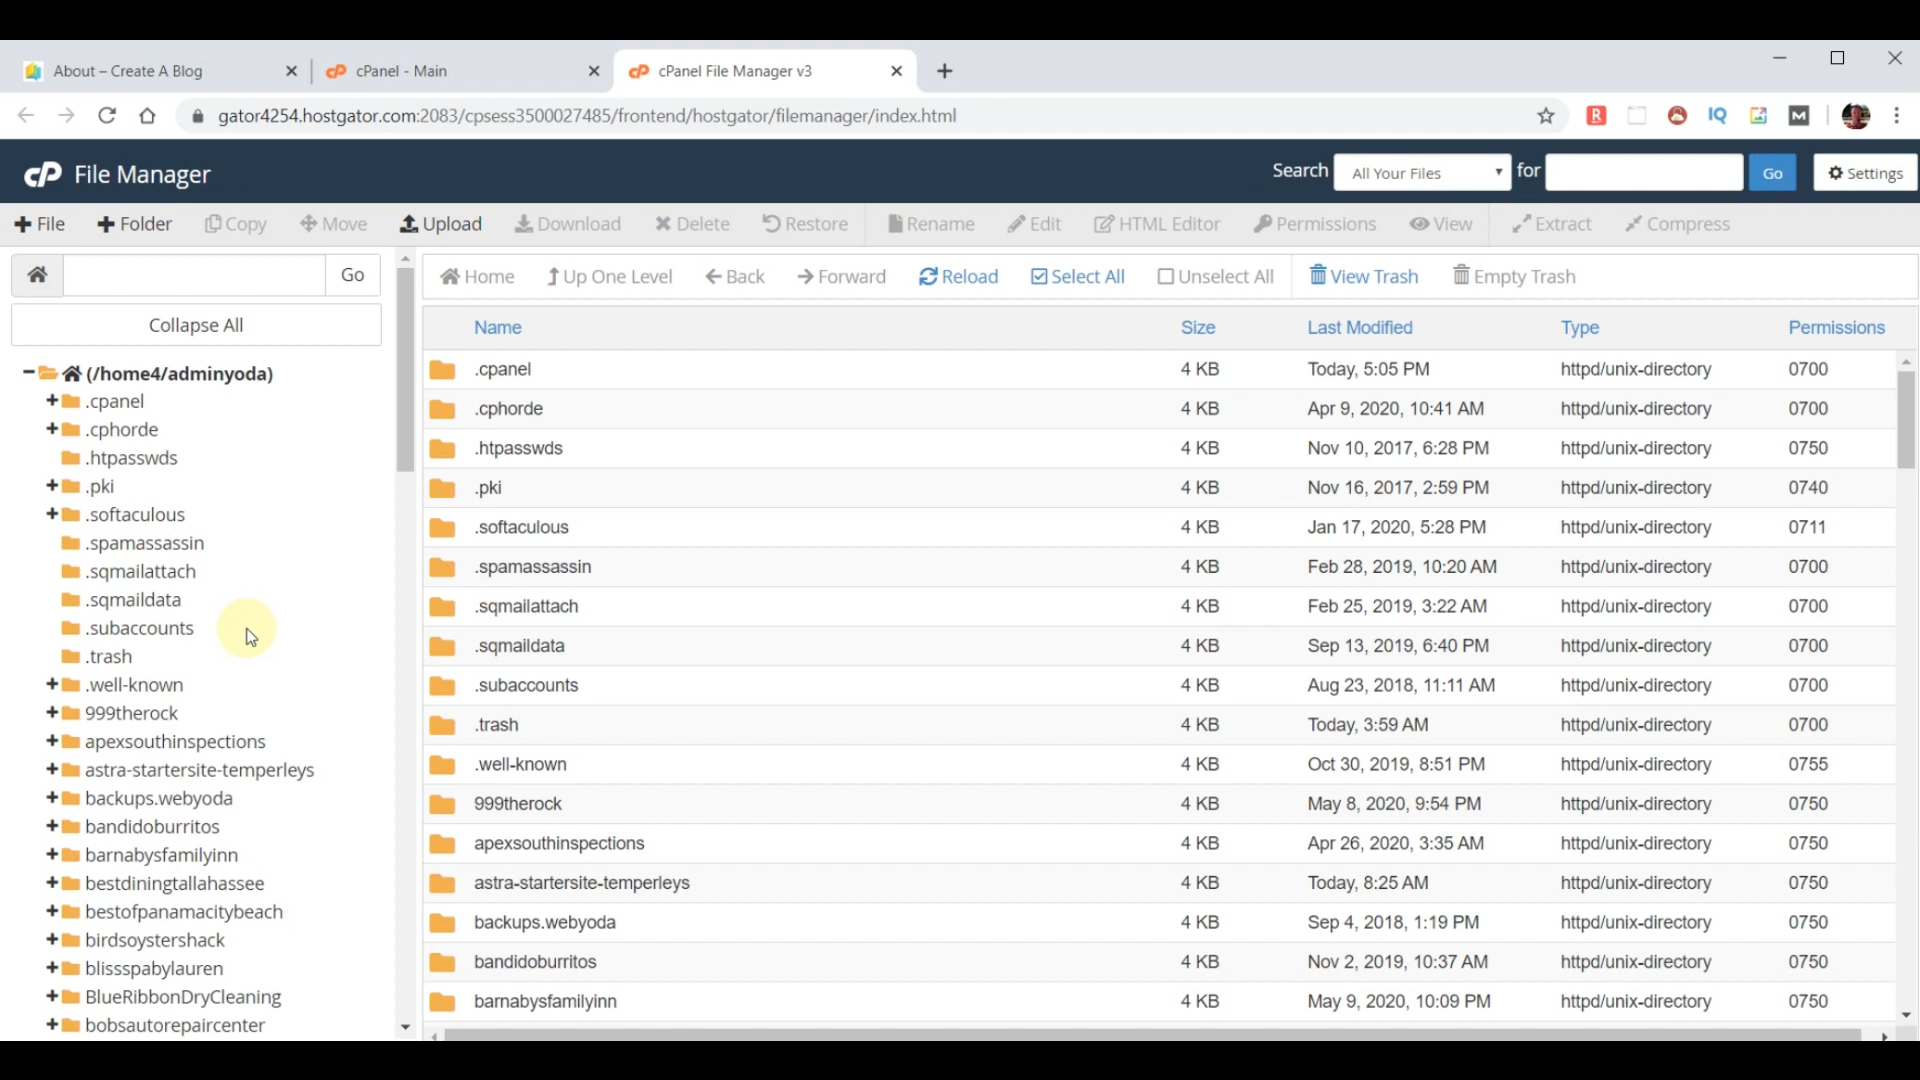 About – Create A Blog
cPanel - Main
cPanel File Manager v3
gator4254.hostgator.com:2083/cpsess3500027485/frontend/hostgator/filemanager/index.html
cP File Manager
Search All Your Files for Go Settings
File Folder Copy Move Upload Download Delete Restore Rename Edit HTML Editor Permissions View Extract Compress
Go
Collapse All
(/home4/adminyoda)
.cpanel
.cphorde
.htpasswds
.pki
.softaculous
.spamassassin
.sqmailattach
.sqmaildata
.subaccounts
.trash
.well-known
999therock
apexsouthinspections
astra-startersite-temperleys
backups.webyoda
bandidoburritos
barnabysfamilyinn
bestdiningtallahassee
bestofpanamacitybeach
birdsoystershack
blissspabylauren
BlueRibbonDryCleaning
bobsautorepaircenter
Home Up One Level Back Forward Reload Select All Unselect All View Trash Empty Trash
Name Size Last Modified Type Permissions
.cpanel 4 KB Today, 5:05 PM httpd/unix-directory 0700
.cphorde 4 KB Apr 9, 2020, 10:41 AM httpd/unix-directory 0700
.htpasswds 4 KB Nov 10, 2017, 6:28 PM httpd/unix-directory 0750
.pki 4 KB Nov 16, 2017, 2:59 PM httpd/unix-directory 0740
.softaculous 4 KB Jan 17, 2020, 5:28 PM httpd/unix-directory 0711
.spamassassin 4 KB Feb 28, 2019, 10:20 AM httpd/unix-directory 0700
.sqmailattach 4 KB Feb 25, 2019, 3:22 AM httpd/unix-directory 0700
.sqmaildata 4 KB Sep 13, 2019, 6:40 PM httpd/unix-directory 0700
.subaccounts 4 KB Aug 23, 2018, 11:11 AM httpd/unix-directory 0700
.trash 4 KB Today, 3:59 AM httpd/unix-directory 0700
.well-known 4 KB Oct 30, 2019, 8:51 PM httpd/unix-directory 0755
999therock 4 KB May 8, 2020, 9:54 PM httpd/unix-directory 0750
apexsouthinspections 4 KB Apr 26, 2020, 3:35 AM httpd/unix-directory 0750
astra-startersite-temperleys 4 KB Today, 8:25 AM httpd/unix-directory 0750
backups.webyoda 4 KB Sep 4, 2018, 1:19 PM httpd/unix-directory 0750
bandidoburritos 4 KB Nov 2, 2019, 10:37 AM httpd/unix-directory 0750
barnabysfamilyinn 4 KB May 9, 2020, 10:09 PM httpd/unix-directory 0750